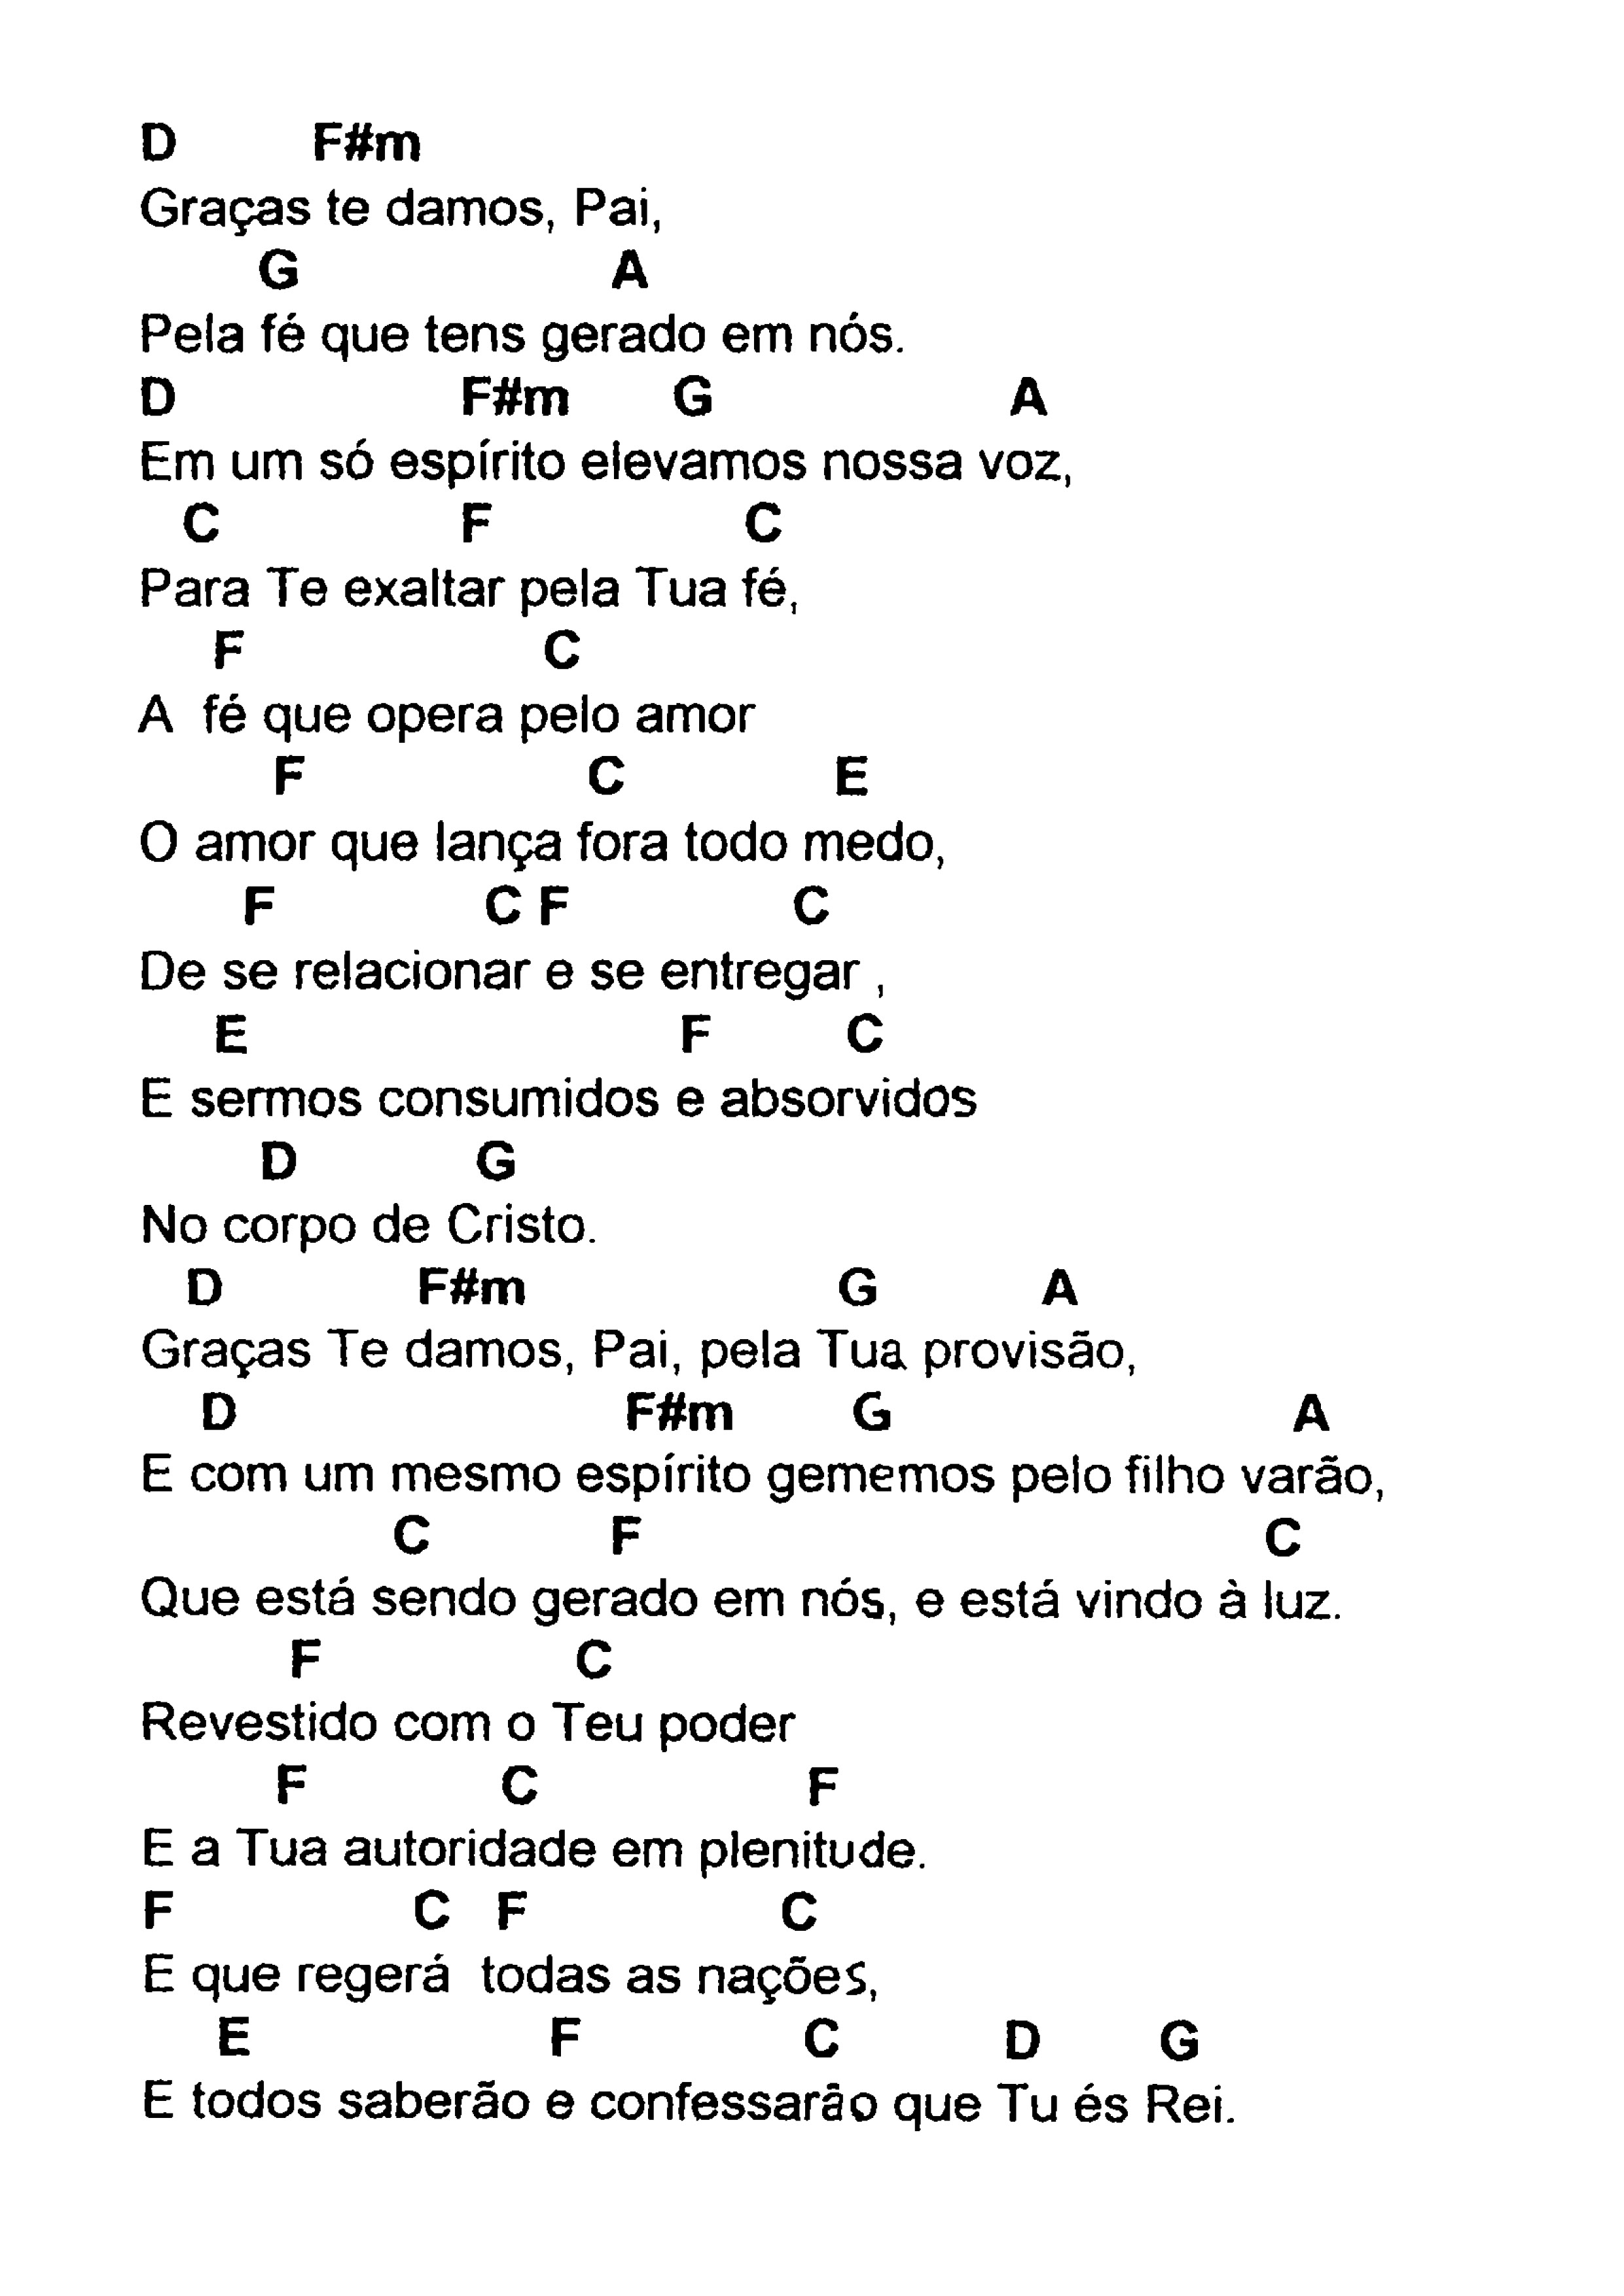 D F#m
Graças te damos, Pai,
G A
Pela fé que tens gerado em nós.
D F#m G A
Em um só espírito elevamos nossa voz,
C F C
Para Te exaltar pela Tua fé,
F C
A fé que opera pelo amor
F C E
O amor que lança fora todo medo,
F C F C
De se relacionar e se entregar ,
E F C
E sermos consumidos e absorvidos
D G
No corpo de Cristo.
D F#m G A
Graças Te damos, Pai, pela Tua provisão,
D F#m G A
E com um mesmo espírito gememos pelo filho varão,
C F C
Que está sendo gerado em nós, e está vindo à luz.
F C
Revestido com o Teu poder
F C F
E a Tua autoridade em plenitude.
F C F C
E que regerá todas as nações,
E F C D G
E todos saberão e confessarão que Tu és Rei.